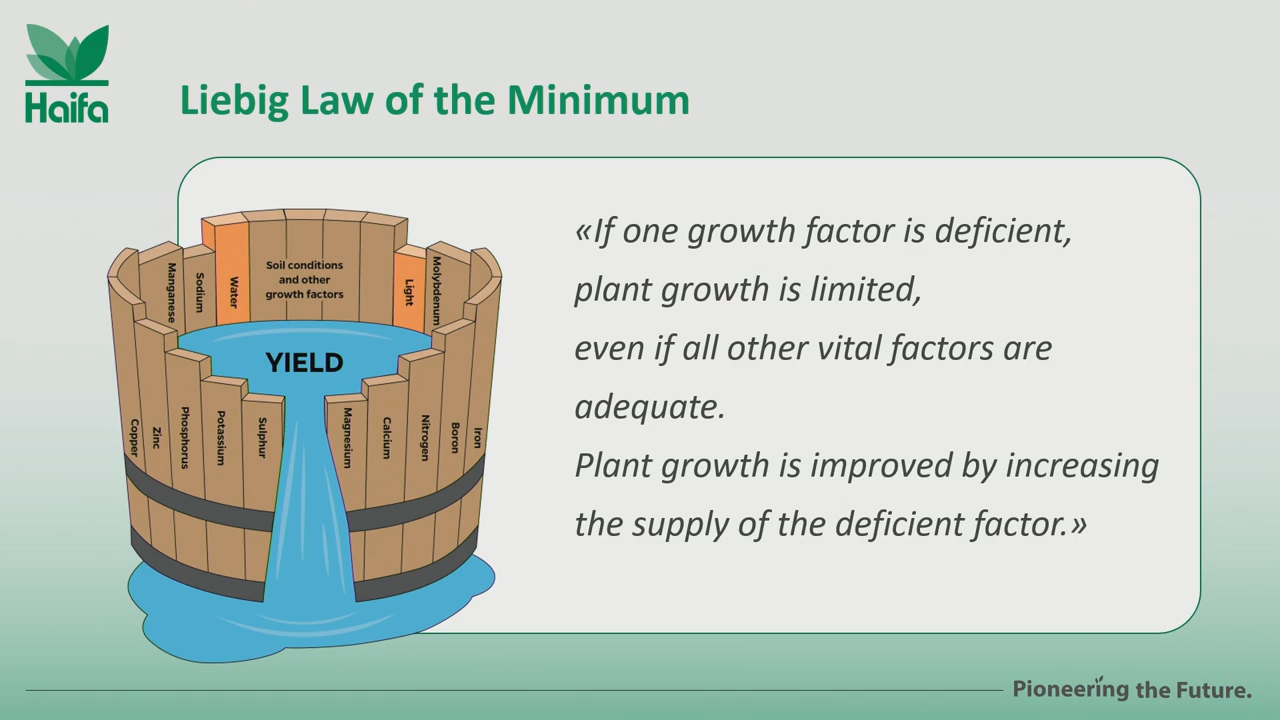 Haifa
Liebig Law of the Minimum
«If one growth factor is deficient,
plant growth is limited,
even if all other vital factors are
adequate.
Plant growth is improved by increasing
the supply of the deficient factor.»
Manganese
Sodium
Water
Soil conditions
and other
growth factors
Light
Molybdenum
YIELD
Copper
Zinc
Phosphorus
Potassium
Sulphur
Magnesium
Calcium
Nitrogen
Boron
Iron
Pioneering the Future.